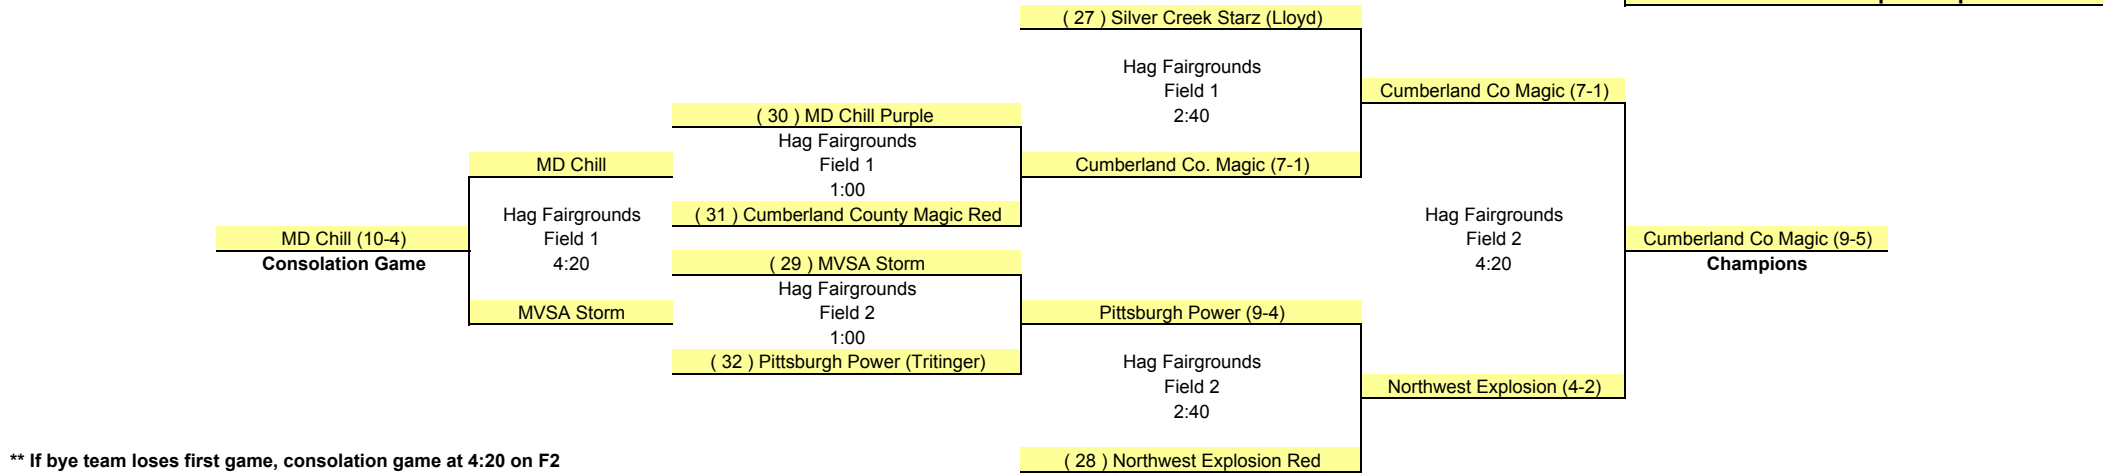 ( 27 ) Silver Creek Starz (Lloyd)
Hag Fairgrounds
Field 1
2:40
Cumberland Co Magic (7-1)
( 30 ) MD Chill Purple
Hag Fairgrounds
Field 1
1:00
MD Chill
Cumberland Co. Magic (7-1)
( 31 ) Cumberland County Magic Red
Hag Fairgrounds
Field 1
4:20
MD Chill (10-4)
Consolation Game
Hag Fairgrounds
Field 2
4:20
Cumberland Co Magic (9-5)
Champions
( 29 ) MVSA Storm
Hag Fairgrounds
Field 2
1:00
MVSA Storm
Pittsburgh Power (9-4)
( 32 ) Pittsburgh Power (Tritinger)
Hag Fairgrounds
Field 2
2:40
Northwest Explosion (4-2)
( 28 ) Northwest Explosion Red
** If bye team loses first game, consolation game at 4:20 on F2